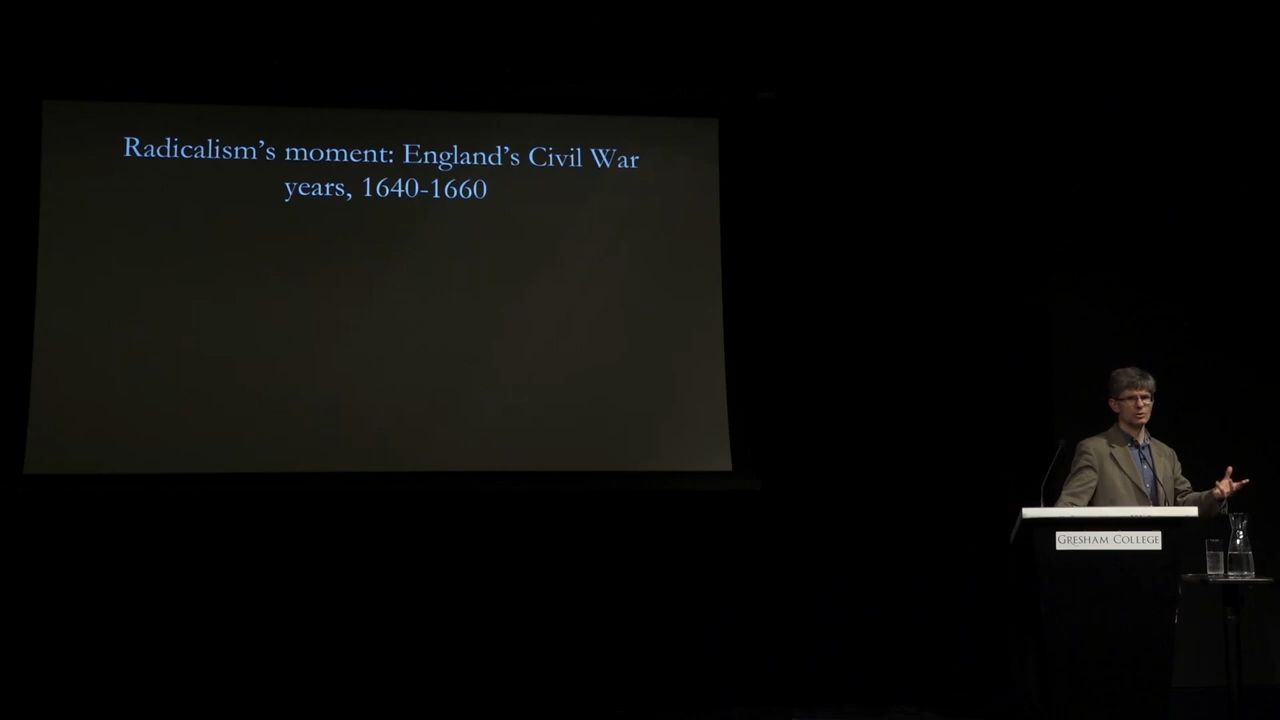 Radicalism’s moment: England’s Civil War
years, 1640-1660
GRESHAM COLLEGE